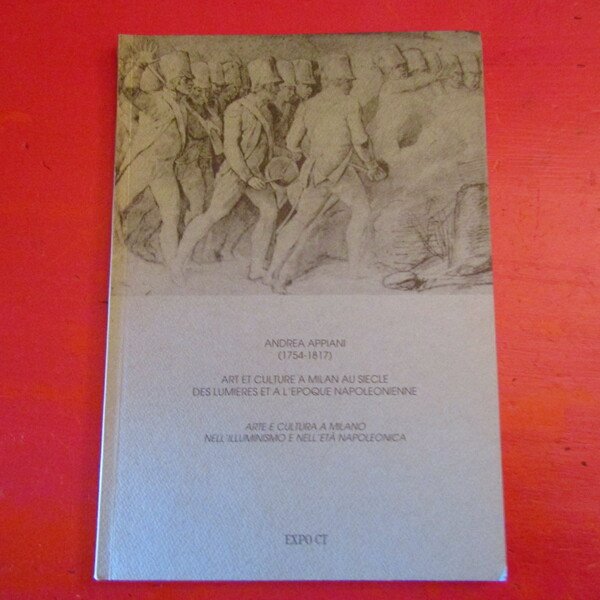 ANDREA APPIANI
(1754-1817)
ART ET CULTURE A MILAN AU SIECLE
DES LUMIERES ET A L'EPOQUE NAPOLEONIENNE
ARTE E CULTURA A MILANO
NELL'ILLUMINISMO E NELL'ETÀ NAPOLEONICA
EXPO CT